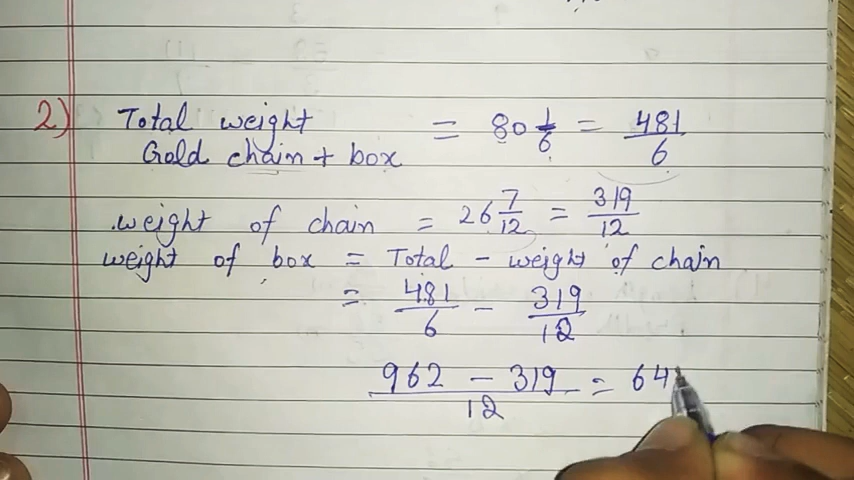 2) Total weight = 80 1/6 = 481/6
Gold chain + box
weight of chain = 26 7/12 = 319/12
weight of box = Total - weight of chain
= 481/6 - 319/12
962 - 319/12 = 64